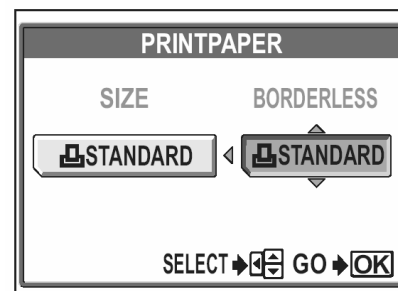 PRINTPAPER
SIZE BORDERLESS
STANDARD STANDARD
SELECT GO OK